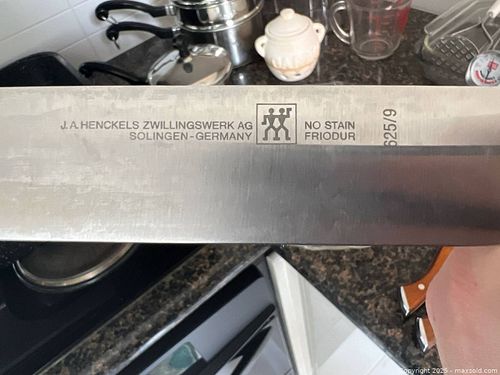 J.A.HENCKELS ZWILLINGSWERK AG
SOLINGEN-GERMANY
NO STAIN
FRIODUR
625/9
Copyright 2025 - maxsold.com